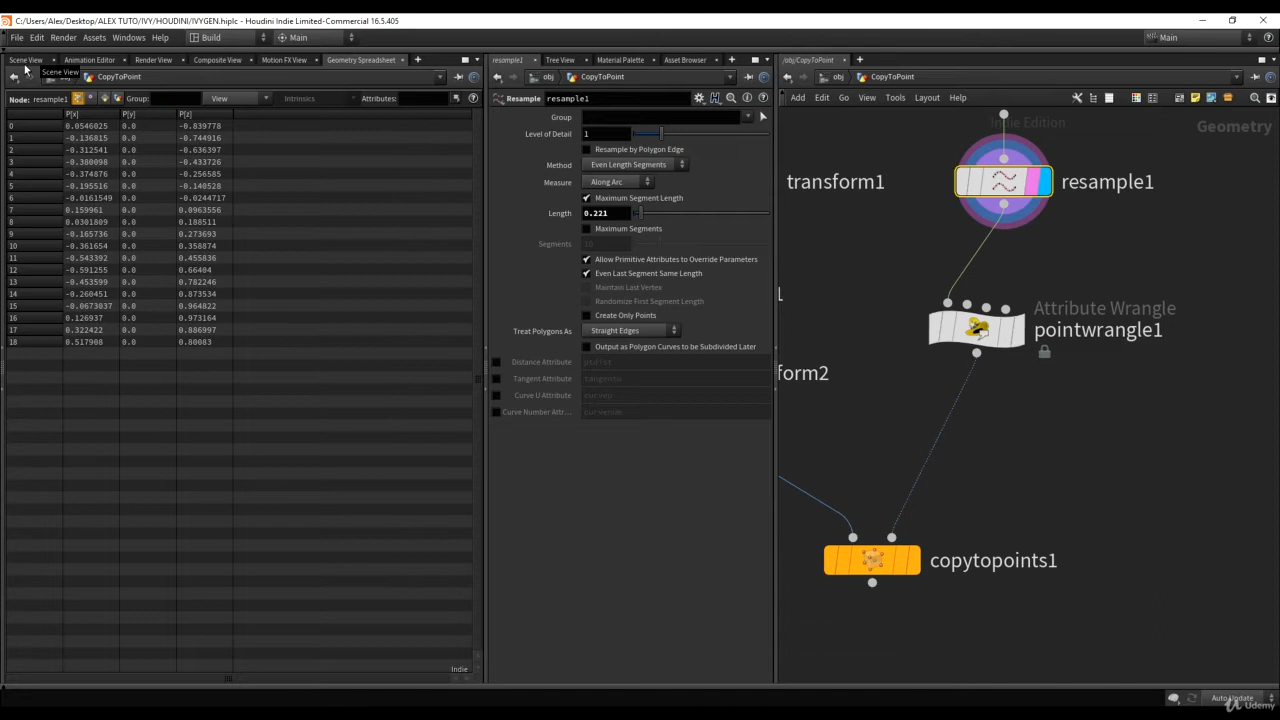 C:/Users/Alex/Desktop/ALEX TUTO/IVY/HOUDINI/IVYGEN.hiplc - Houdini Indie Limited-Commercial 16.5.405
File Edit Render Assets Windows Help Build Main Main
Scene View Animation Editor Render View Composite View Motion FX View Geometry Spreadsheet
resample1 Tree View Material Palette Asset Browser
/obj/CopyToPoint
Scene View
CopyToPoint
obj CopyToPoint
obj CopyToPoint
Node: resample1 Group: View Intrinsics Attributes:
P[x] P[y] P[z]
0 0.0546025 0.0 -0.839778
1 -0.136815 0.0 -0.744916
2 -0.312541 0.0 -0.636397
3 -0.380098 0.0 -0.433726
4 -0.374876 0.0 -0.256585
5 -0.195516 0.0 -0.140528
6 -0.0161549 0.0 -0.0244717
7 0.159961 0.0 0.0963556
8 0.0301809 0.0 0.188511
9 -0.165736 0.0 0.273693
10 -0.361654 0.0 0.358874
11 -0.543392 0.0 0.455836
12 -0.591255 0.0 0.66404
13 -0.453599 0.0 0.782246
14 -0.260451 0.0 0.873534
15 -0.0673037 0.0 0.964822
16 0.126937 0.0 0.973164
17 0.322422 0.0 0.886997
18 0.517908 0.0 0.80083
Indie
Resample resample1
Group
Level of Detail 1
Resample by Polygon Edge
Method Even Length Segments
Measure Along Arc
Maximum Segment Length
Length 0.221
Maximum Segments
Segments 10
Allow Primitive Attributes to Override Parameters
Even Last Segment Same Length
Maintain Last Vertex
Randomize First Segment Length
Create Only Points
Treat Polygons As Straight Edges
Output as Polygon Curves to be Subdivided Later
Distance Attribute ptdist
Tangent Attribute tangentu
Curve U Attribute curveu
Curve Number Attr... curvenum
Add Edit Go View Tools Layout Help
Indie Edition
Geometry
transform1
resample1
Attribute Wrangle
pointwrangle1
form2
copytopoints1
Auto Update
Udemy